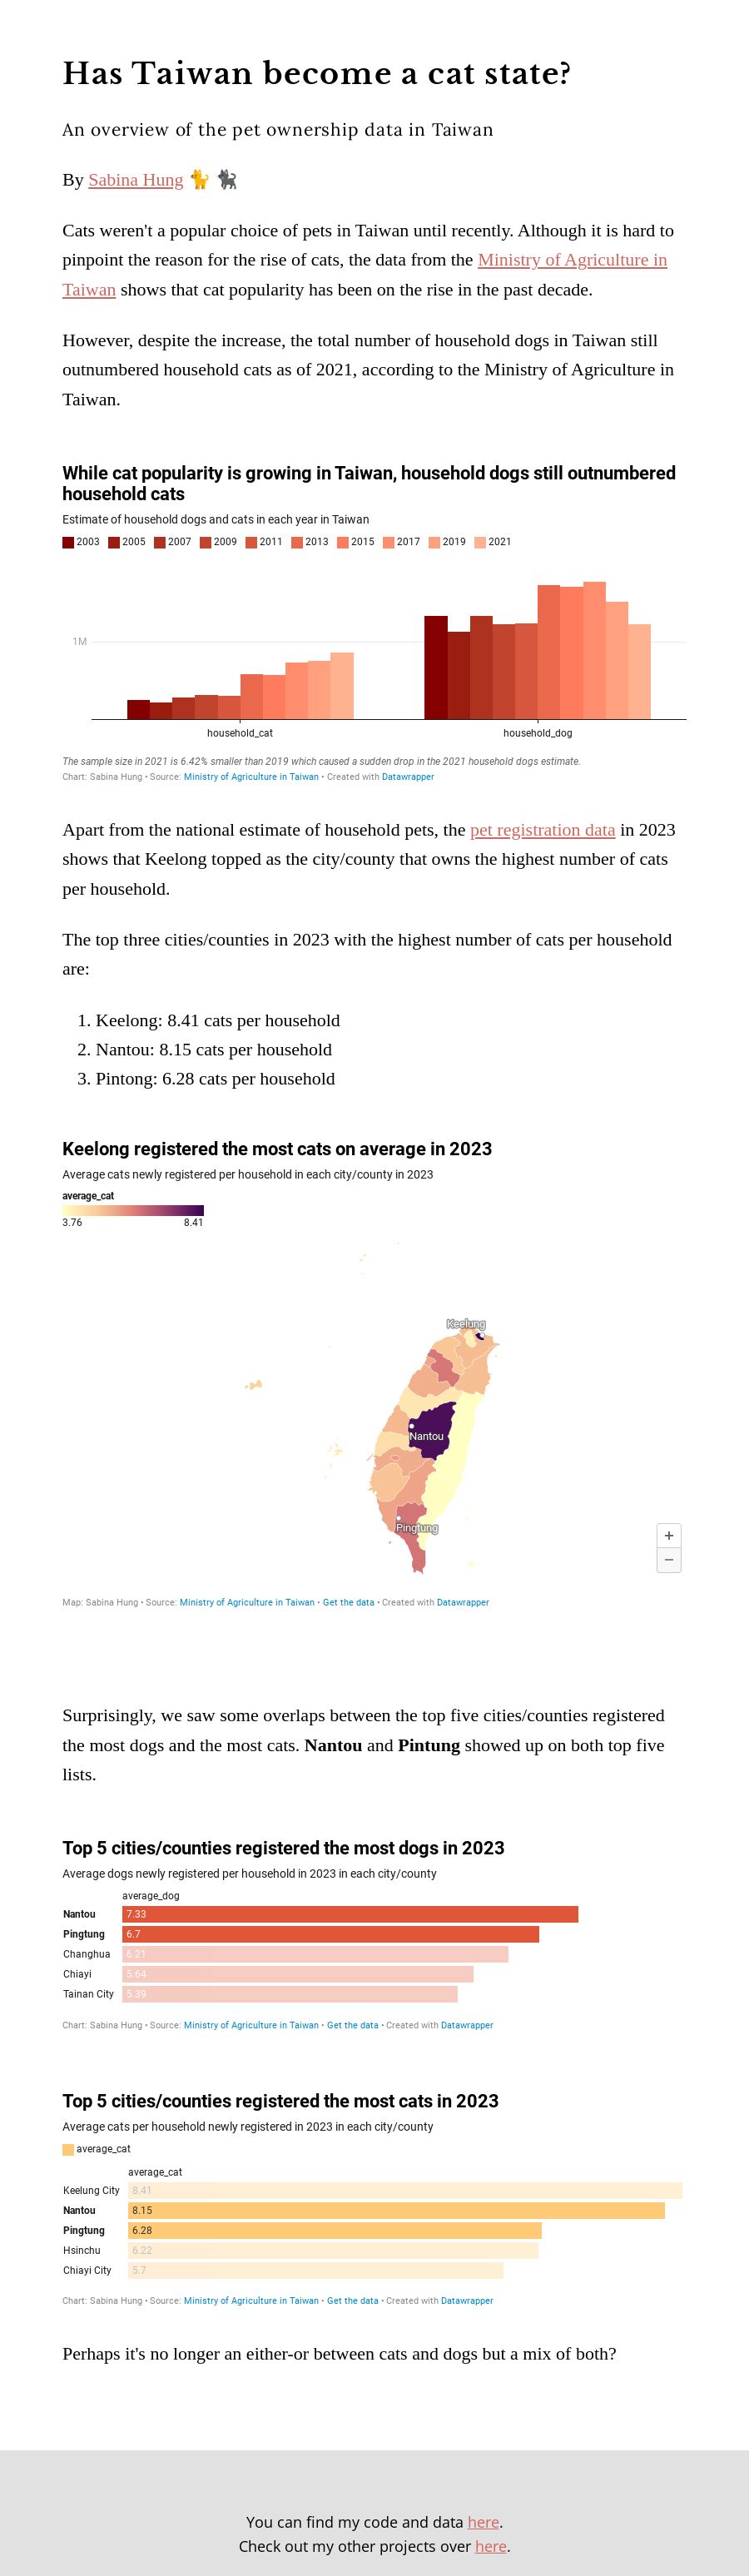 Has Taiwan become a cat state?
An overview of the pet ownership data in Taiwan
By Sabina Hung 🐈 🐈‍⬛
Cats weren't a popular choice of pets in Taiwan until recently. Although it is hard to
pinpoint the reason for the rise of cats, the data from the Ministry of Agriculture in
Taiwan shows that cat popularity has been on the rise in the past decade.
However, despite the increase, the total number of household dogs in Taiwan still
outnumbered household cats as of 2021, according to the Ministry of Agriculture in
Taiwan.
While cat popularity is growing in Taiwan, household dogs still outnumbered
household cats
Estimate of household dogs and cats in each year in Taiwan
2003 2005 2007 2009 2011 2013 2015 2017 2019 2021
1M
household_cat household_dog
The sample size in 2021 is 6.42% smaller than 2019 which caused a sudden drop in the 2021 household dogs estimate.
Chart: Sabina Hung • Source: Ministry of Agriculture in Taiwan • Created with Datawrapper
Apart from the national estimate of household pets, the pet registration data in 2023
shows that Keelong topped as the city/county that owns the highest number of cats
per household.
The top three cities/counties in 2023 with the highest number of cats per household
are:
1. Keelong: 8.41 cats per household
2. Nantou: 8.15 cats per household
3. Pintong: 6.28 cats per household
Keelong registered the most cats on average in 2023
Average cats newly registered per household in each city/county in 2023
average_cat
3.76 8.41
Keelung
Nantou
Pingtung
+
−
Map: Sabina Hung • Source: Ministry of Agriculture in Taiwan • Get the data • Created with Datawrapper
Surprisingly, we saw some overlaps between the top five cities/counties registered
the most dogs and the most cats. Nantou and Pintung showed up on both top five
lists.
Top 5 cities/counties registered the most dogs in 2023
Average dogs newly registered per household in 2023 in each city/county
average_dog
Nantou 7.33
Pingtung 6.7
Changhua 6.21
Chiayi 5.64
Tainan City 5.39
Chart: Sabina Hung • Source: Ministry of Agriculture in Taiwan • Get the data • Created with Datawrapper
Top 5 cities/counties registered the most cats in 2023
Average cats per household newly registered in 2023 in each city/county
average_cat
average_cat
Keelung City 8.41
Nantou 8.15
Pingtung 6.28
Hsinchu 6.22
Chiayi City 5.7
Chart: Sabina Hung • Source: Ministry of Agriculture in Taiwan • Get the data • Created with Datawrapper
Perhaps it's no longer an either-or between cats and dogs but a mix of both?
You can find my code and data here.
Check out my other projects over here.